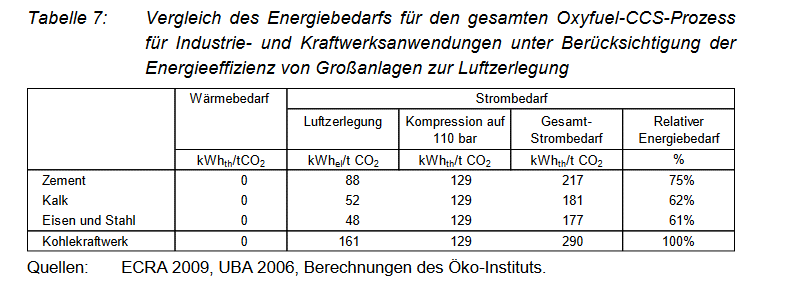 Tabelle 7: Vergleich des Energiebedarfs für den gesamten Oxyfuel-CCS-Prozess
für Industrie- und Kraftwerksanwendungen unter Berücksichtigung der
Energieeffizienz von Großanlagen zur Luftzerlegung
Wärmebedarf Strombedarf
Luftzerlegung Kompression auf Gesamt- Relativer
110 bar Strombedarf Energiebedarf
kWhth/tCO2 kWhel/t CO2 kWhth/t CO2 kWhth/t CO2 %
Zement 0 88 129 217 75%
Kalk 0 52 129 181 62%
Eisen und Stahl 0 48 129 177 61%
Kohlekraftwerk 0 161 129 290 100%
Quellen: ECRA 2009, UBA 2006, Berechnungen des Öko-Instituts.